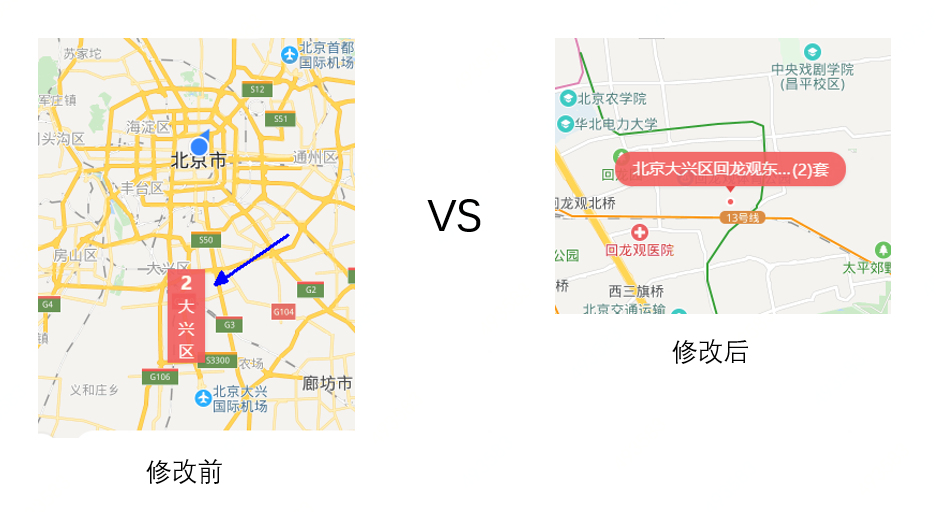 苏家坨
北京首都
国际机场
军庄镇
S12
海淀区
S51
门头沟区
北京市
通州区
丰台区
S50
房山区
大兴区
2
大
兴
区
G4
G2
G104
G3
S3300
农场
G106
廊坊市
义和庄乡
北京大兴
国际机场
修改前
VS
中央戏剧学院
(昌平校区)
北京农学院
华北电力大学
回龙
北京大兴区回龙观东...(2)套
回龙观北桥
13号线
回龙观医院
公园
太平郊野
桥
西三旗桥
北京交通运输
修改后